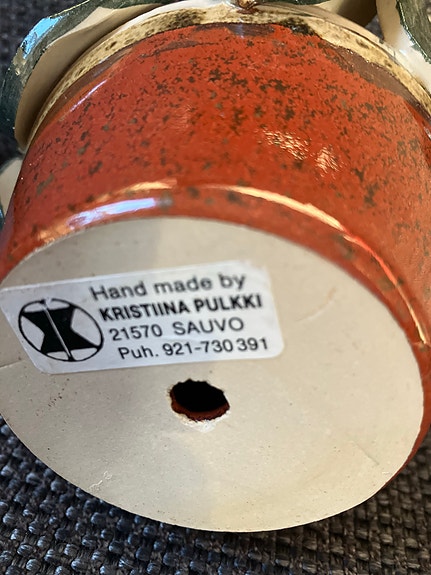 Hand made by
KRISTIINA PULKKI
21570 SAUVO
Puh. 921-730 391